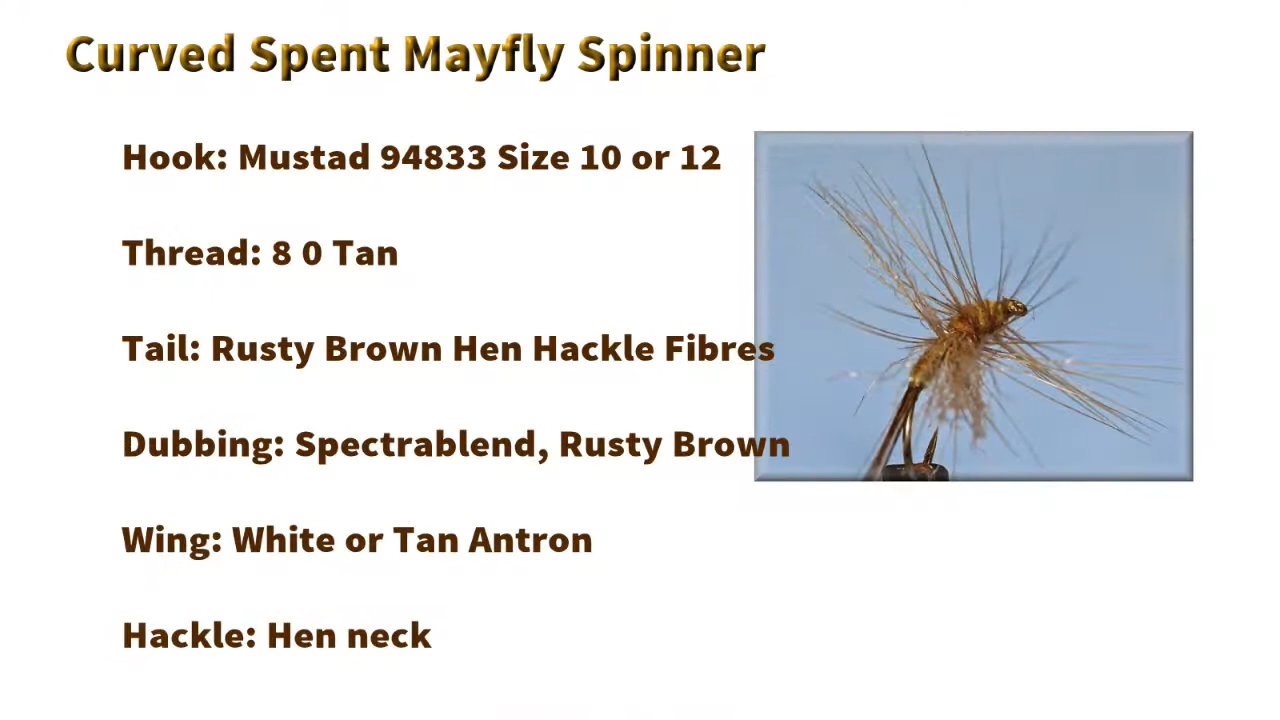 Curved Spent Mayfly Spinner
Hook: Mustad 94833 Size 10 or 12
Thread: 8 0 Tan
Tail: Rusty Brown Hen Hackle Fibres
Dubbing: Spectrablend, Rusty Brown
Wing: White or Tan Antron
Hackle: Hen neck